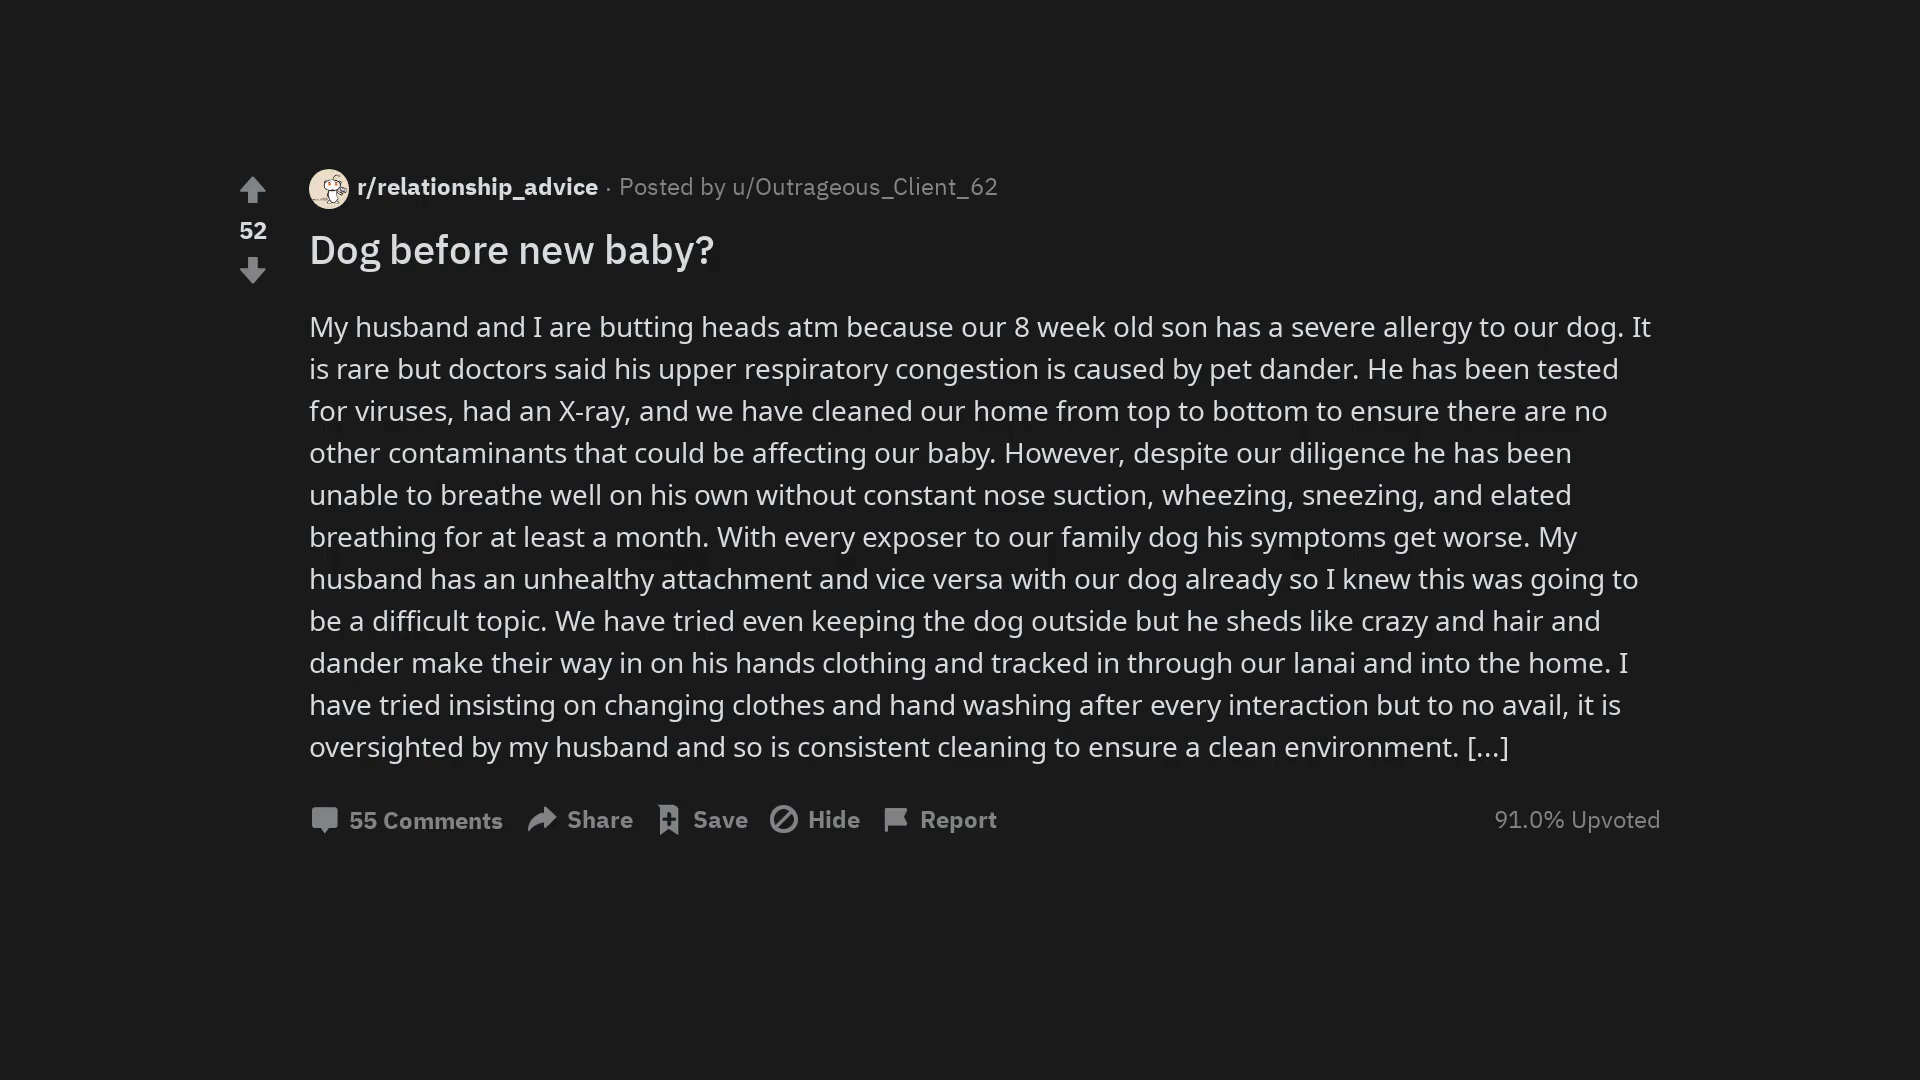 r/relationship_advice · Posted by u/Outrageous_Client_62
52
Dog before new baby?
My husband and I are butting heads atm because our 8 week old son has a severe allergy to our dog. It
is rare but doctors said his upper respiratory congestion is caused by pet dander. He has been tested
for viruses, had an X-ray, and we have cleaned our home from top to bottom to ensure there are no
other contaminants that could be affecting our baby. However, despite our diligence he has been
unable to breathe well on his own without constant nose suction, wheezing, sneezing, and elated
breathing for at least a month. With every exposer to our family dog his symptoms get worse. My
husband has an unhealthy attachment and vice versa with our dog already so I knew this was going to
be a difficult topic. We have tried even keeping the dog outside but he sheds like crazy and hair and
dander make their way in on his hands clothing and tracked in through our lanai and into the home. I
have tried insisting on changing clothes and hand washing after every interaction but to no avail, it is
oversighted by my husband and so is consistent cleaning to ensure a clean environment. [...]
55 Comments Share Save Hide Report 91.0% Upvoted